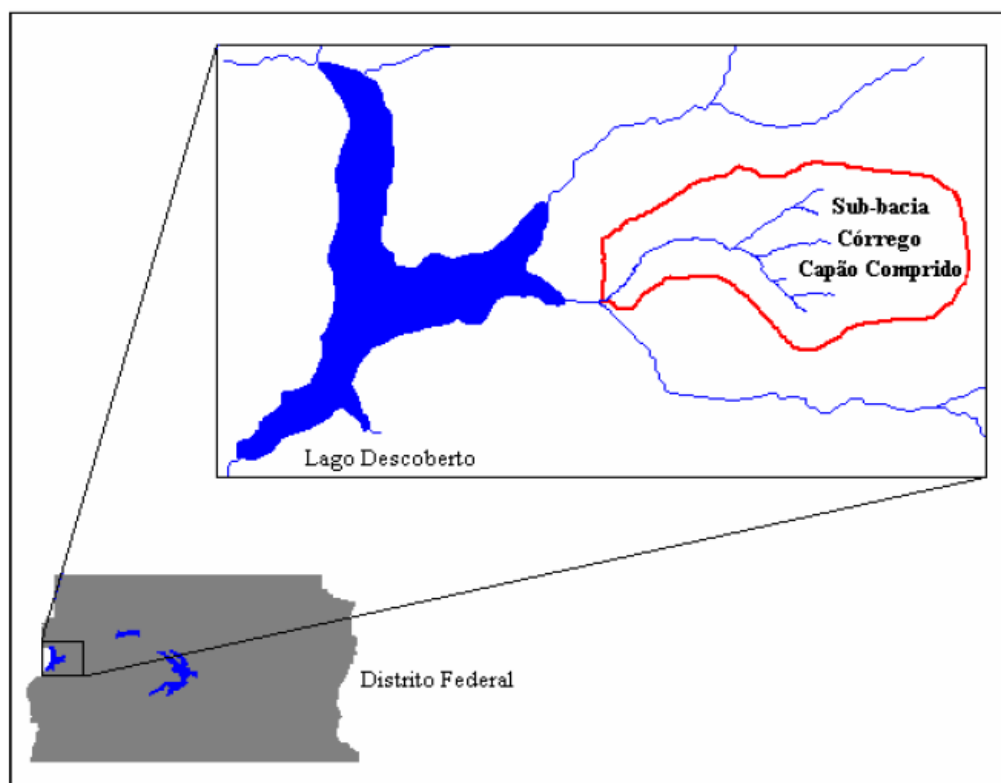 Sub-bacia
Córrego
Capão Comprido
Lago Descoberto
Distrito Federal